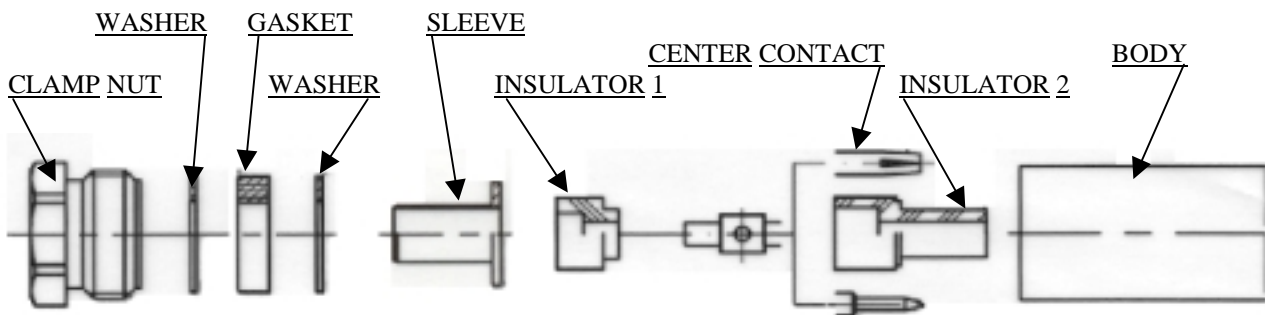 WASHER GASKET SLEEVE
CENTER CONTACT BODY
CLAMP NUT WASHER INSULATOR 1 INSULATOR 2